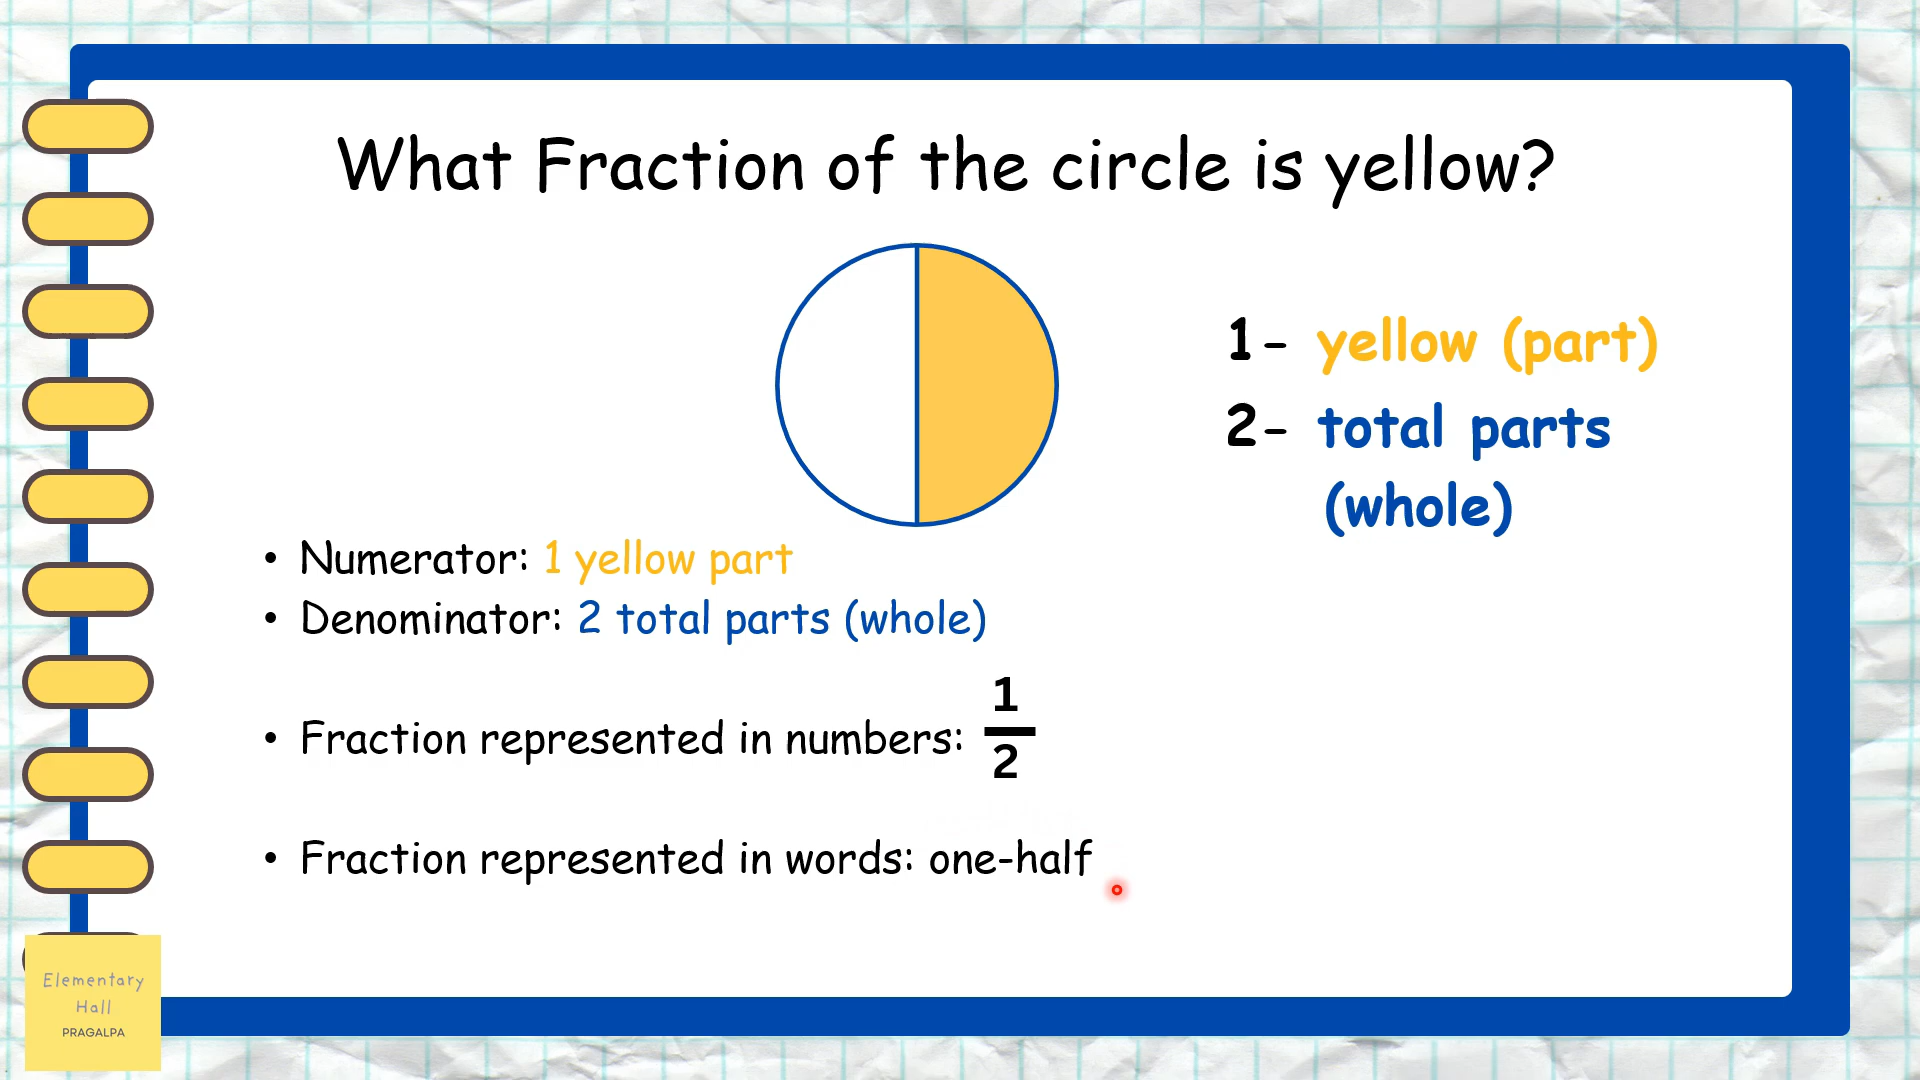 What Fraction of the circle is yellow?
1- yellow (part)
2- total parts
(whole)
• Numerator: 1 yellow part
• Denominator: 2 total parts (whole)
• Fraction represented in numbers: 1/2
• Fraction represented in words: one-half
Elementary
Hall
PRAGALPA